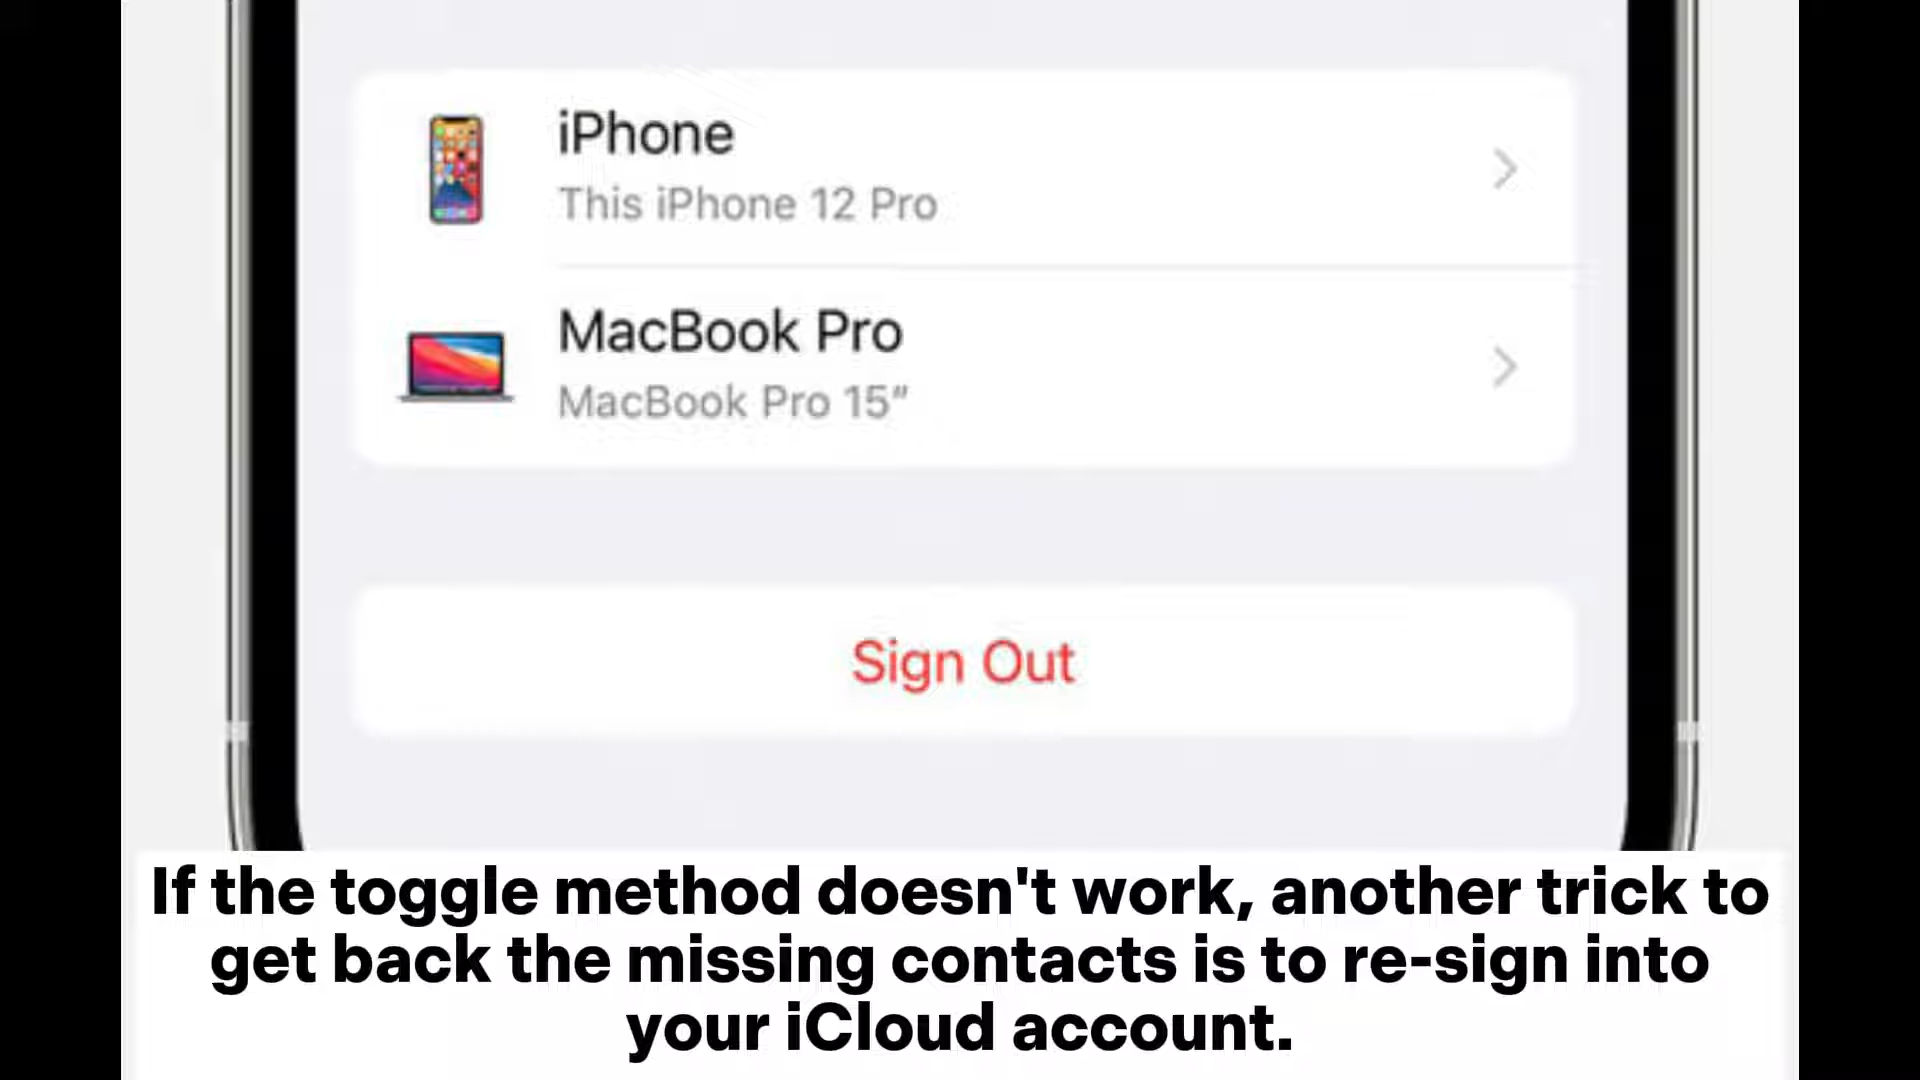 iPhone
This iPhone 12 Pro
MacBook Pro
MacBook Pro 15"
Sign Out
If the toggle method doesn't work, another trick to
get back the missing contacts is to re-sign into
your iCloud account.